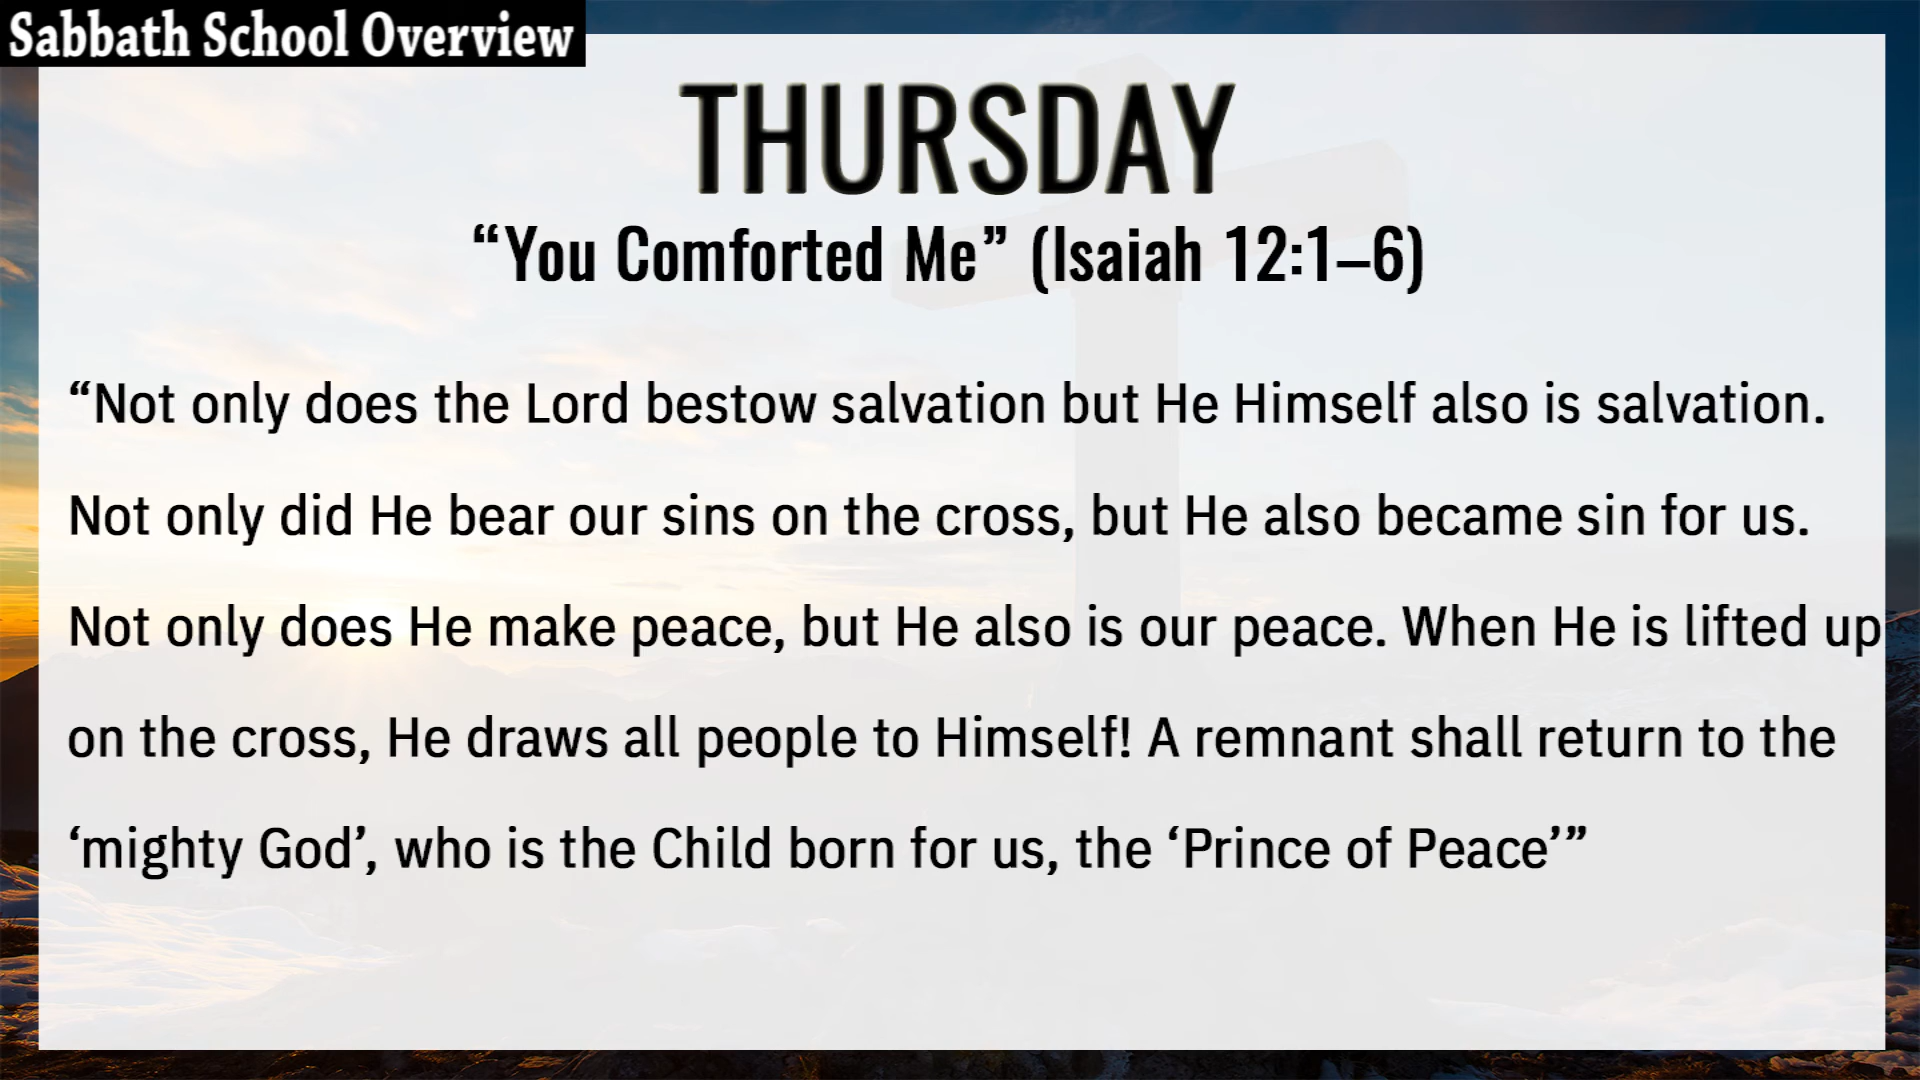 Sabbath School Overview
THURSDAY
“You Comforted Me” (Isaiah 12:1–6)
“Not only does the Lord bestow salvation but He Himself also is salvation.
Not only did He bear our sins on the cross, but He also became sin for us.
Not only does He make peace, but He also is our peace. When He is lifted up
on the cross, He draws all people to Himself! A remnant shall return to the
‘mighty God’, who is the Child born for us, the ‘Prince of Peace’”